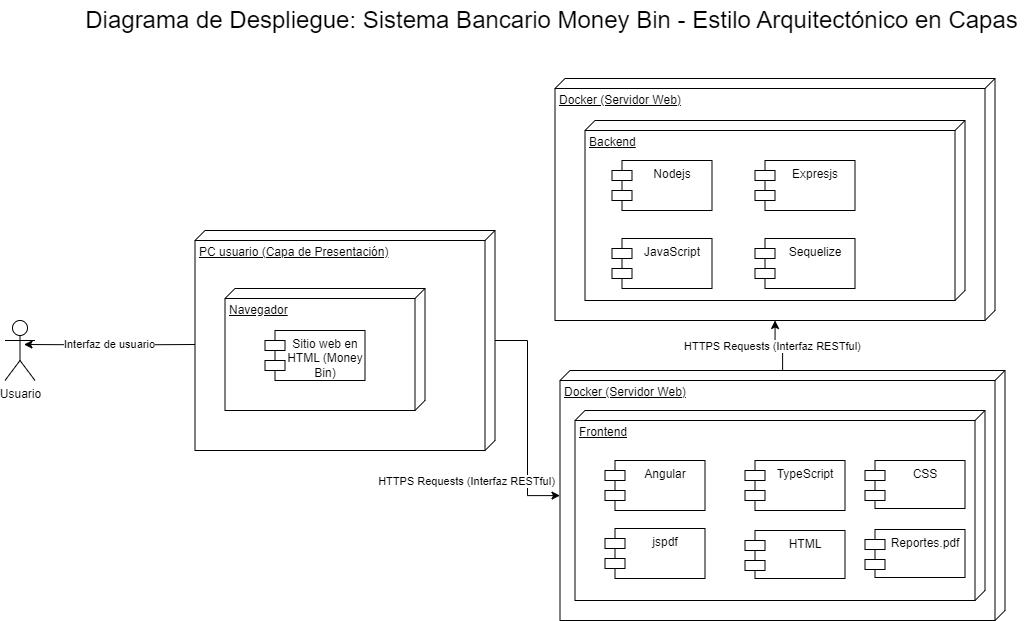 Diagrama de Despliegue: Sistema Bancario Money Bin - Estilo Arquitectónico en Capas
Docker (Servidor Web)
Backend
Nodejs
Expresjs
JavaScript
Sequelize
PC usuario (Capa de Presentación)
Navegador
Sitio web en
HTML (Money
Bin)
Interfaz de usuario
Usuario
HTTPS Requests (Interfaz RESTful)
Docker (Servidor Web)
Frontend
Angular
TypeScript
CSS
HTTPS Requests (Interfaz RESTful)
jspdf
HTML
Reportes.pdf